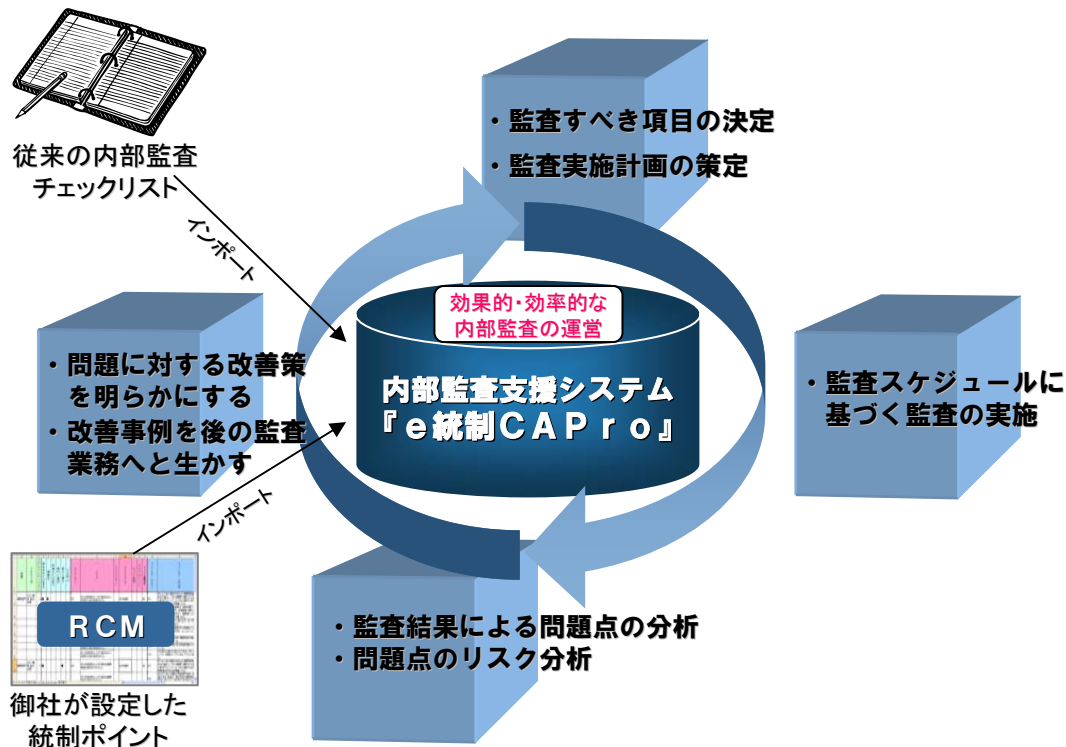 従来の内部監査
チェックリスト
インポート
・監査すべき項目の決定
・監査実施計画の策定
効果的・効率的な
内部監査の運営
内部監査支援システム
『ｅ統制ＣＡＰｒｏ』
・問題に対する改善策
を明らかにする
・改善事例を後の監査
業務へと生かす
・監査スケジュールに
基づく監査の実施
インポート
ＲＣＭ
御社が設定した
統制ポイント
・監査結果による問題点の分析
・問題点のリスク分析